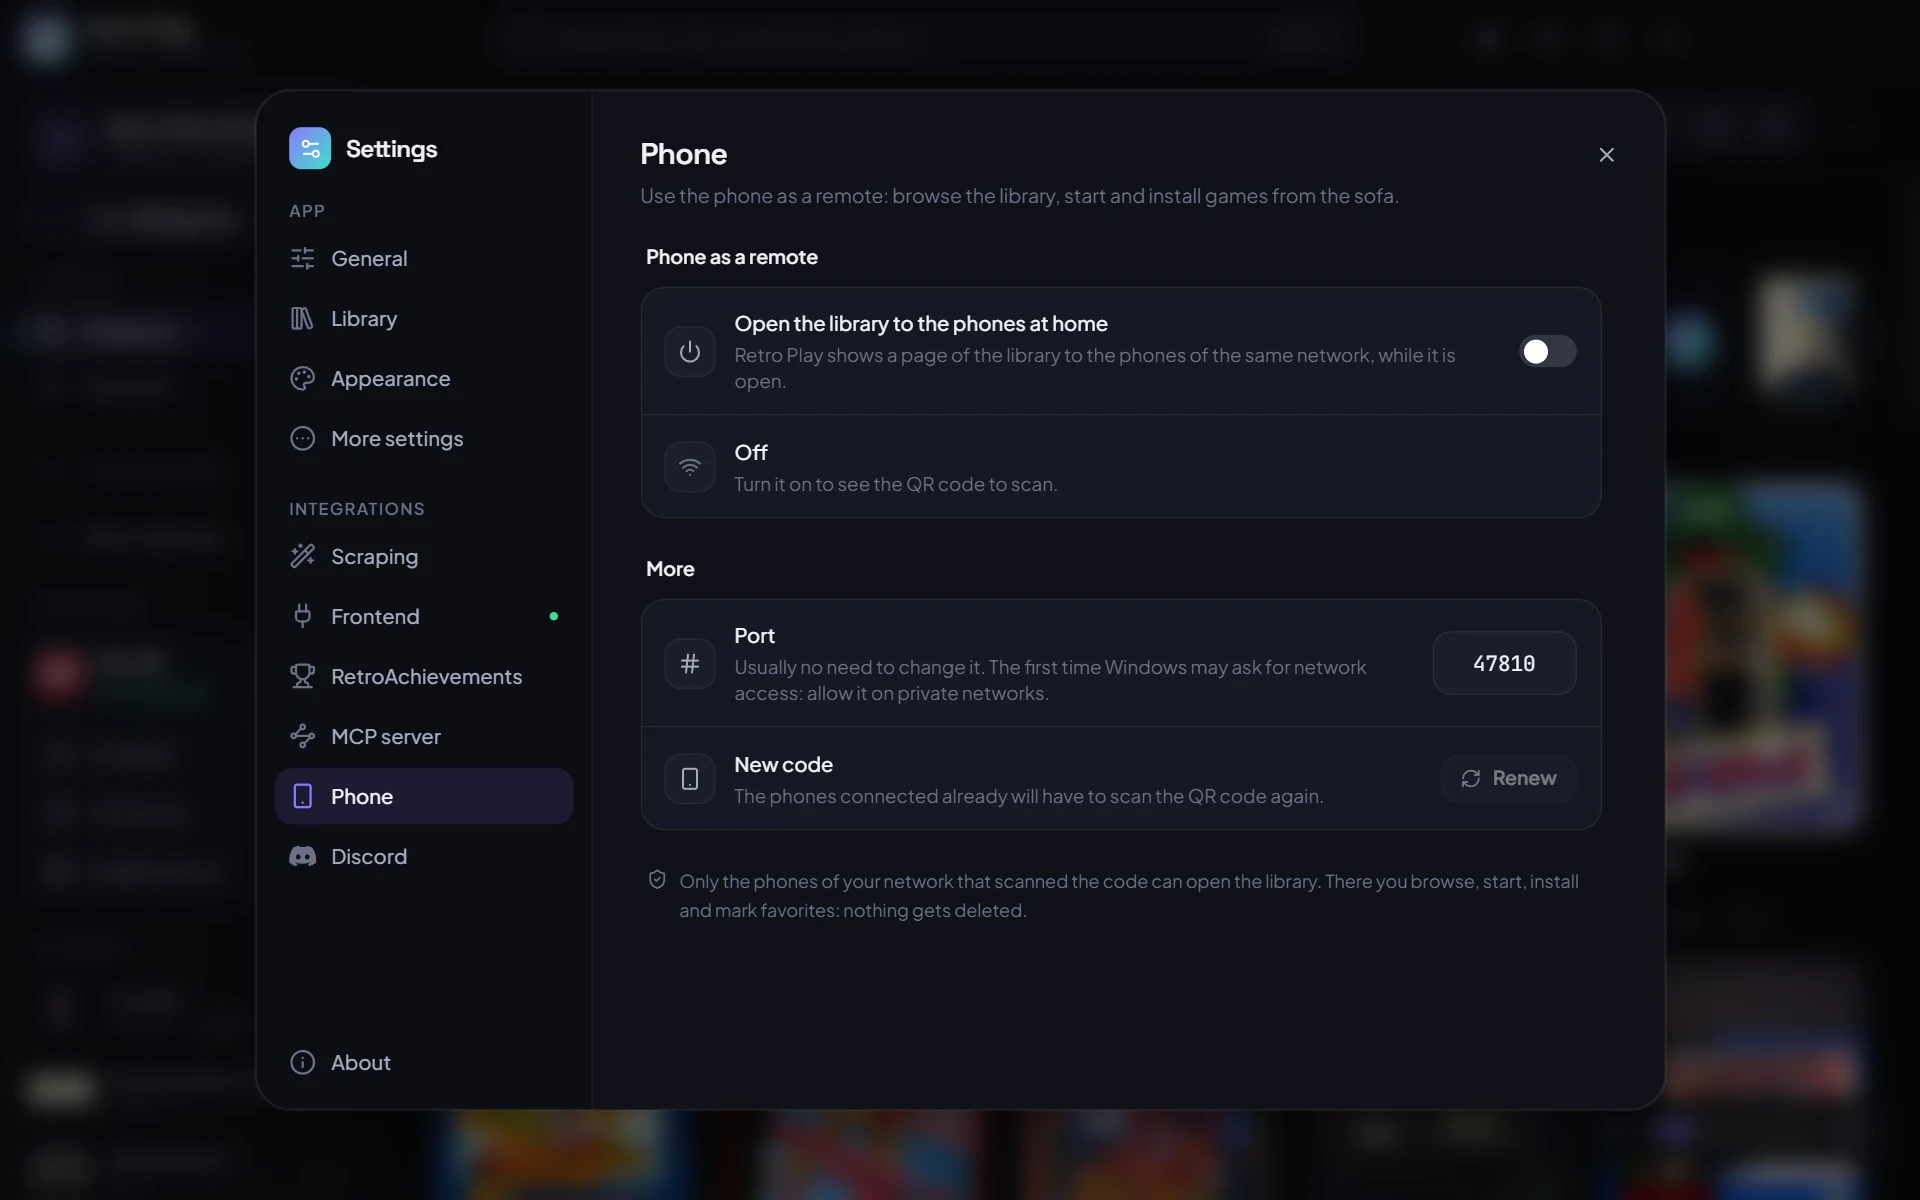 Settings
APP
General
Library
Appearance
More settings
INTEGRATIONS
Scraping
Frontend
RetroAchievements
MCP server
Phone
Discord
About
Phone
Use the phone as a remote: browse the library, start and install games from the sofa.
Phone as a remote
Open the library to the phones at home
Retro Play shows a page of the library to the phones of the same network, while it is
open.
Off
Turn it on to see the QR code to scan.
More
Port
Usually no need to change it. The first time Windows may ask for network
access: allow it on private networks.
47810
New code
The phones connected already will have to scan the QR code again.
Renew
Only the phones of your network that scanned the code can open the library. There you browse, start, install
and mark favorites: nothing gets deleted.